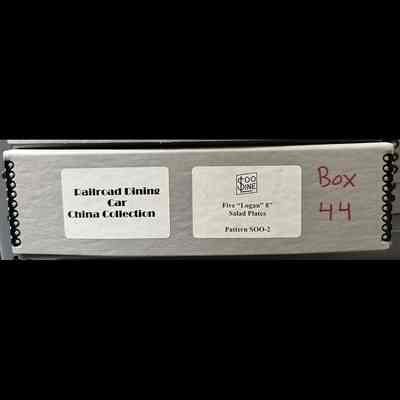 Railroad Dining
Car
China Collection
SOO
LINE
Five "Logan" 8"
Salad Plates
Pattern SOO-2
Box
44